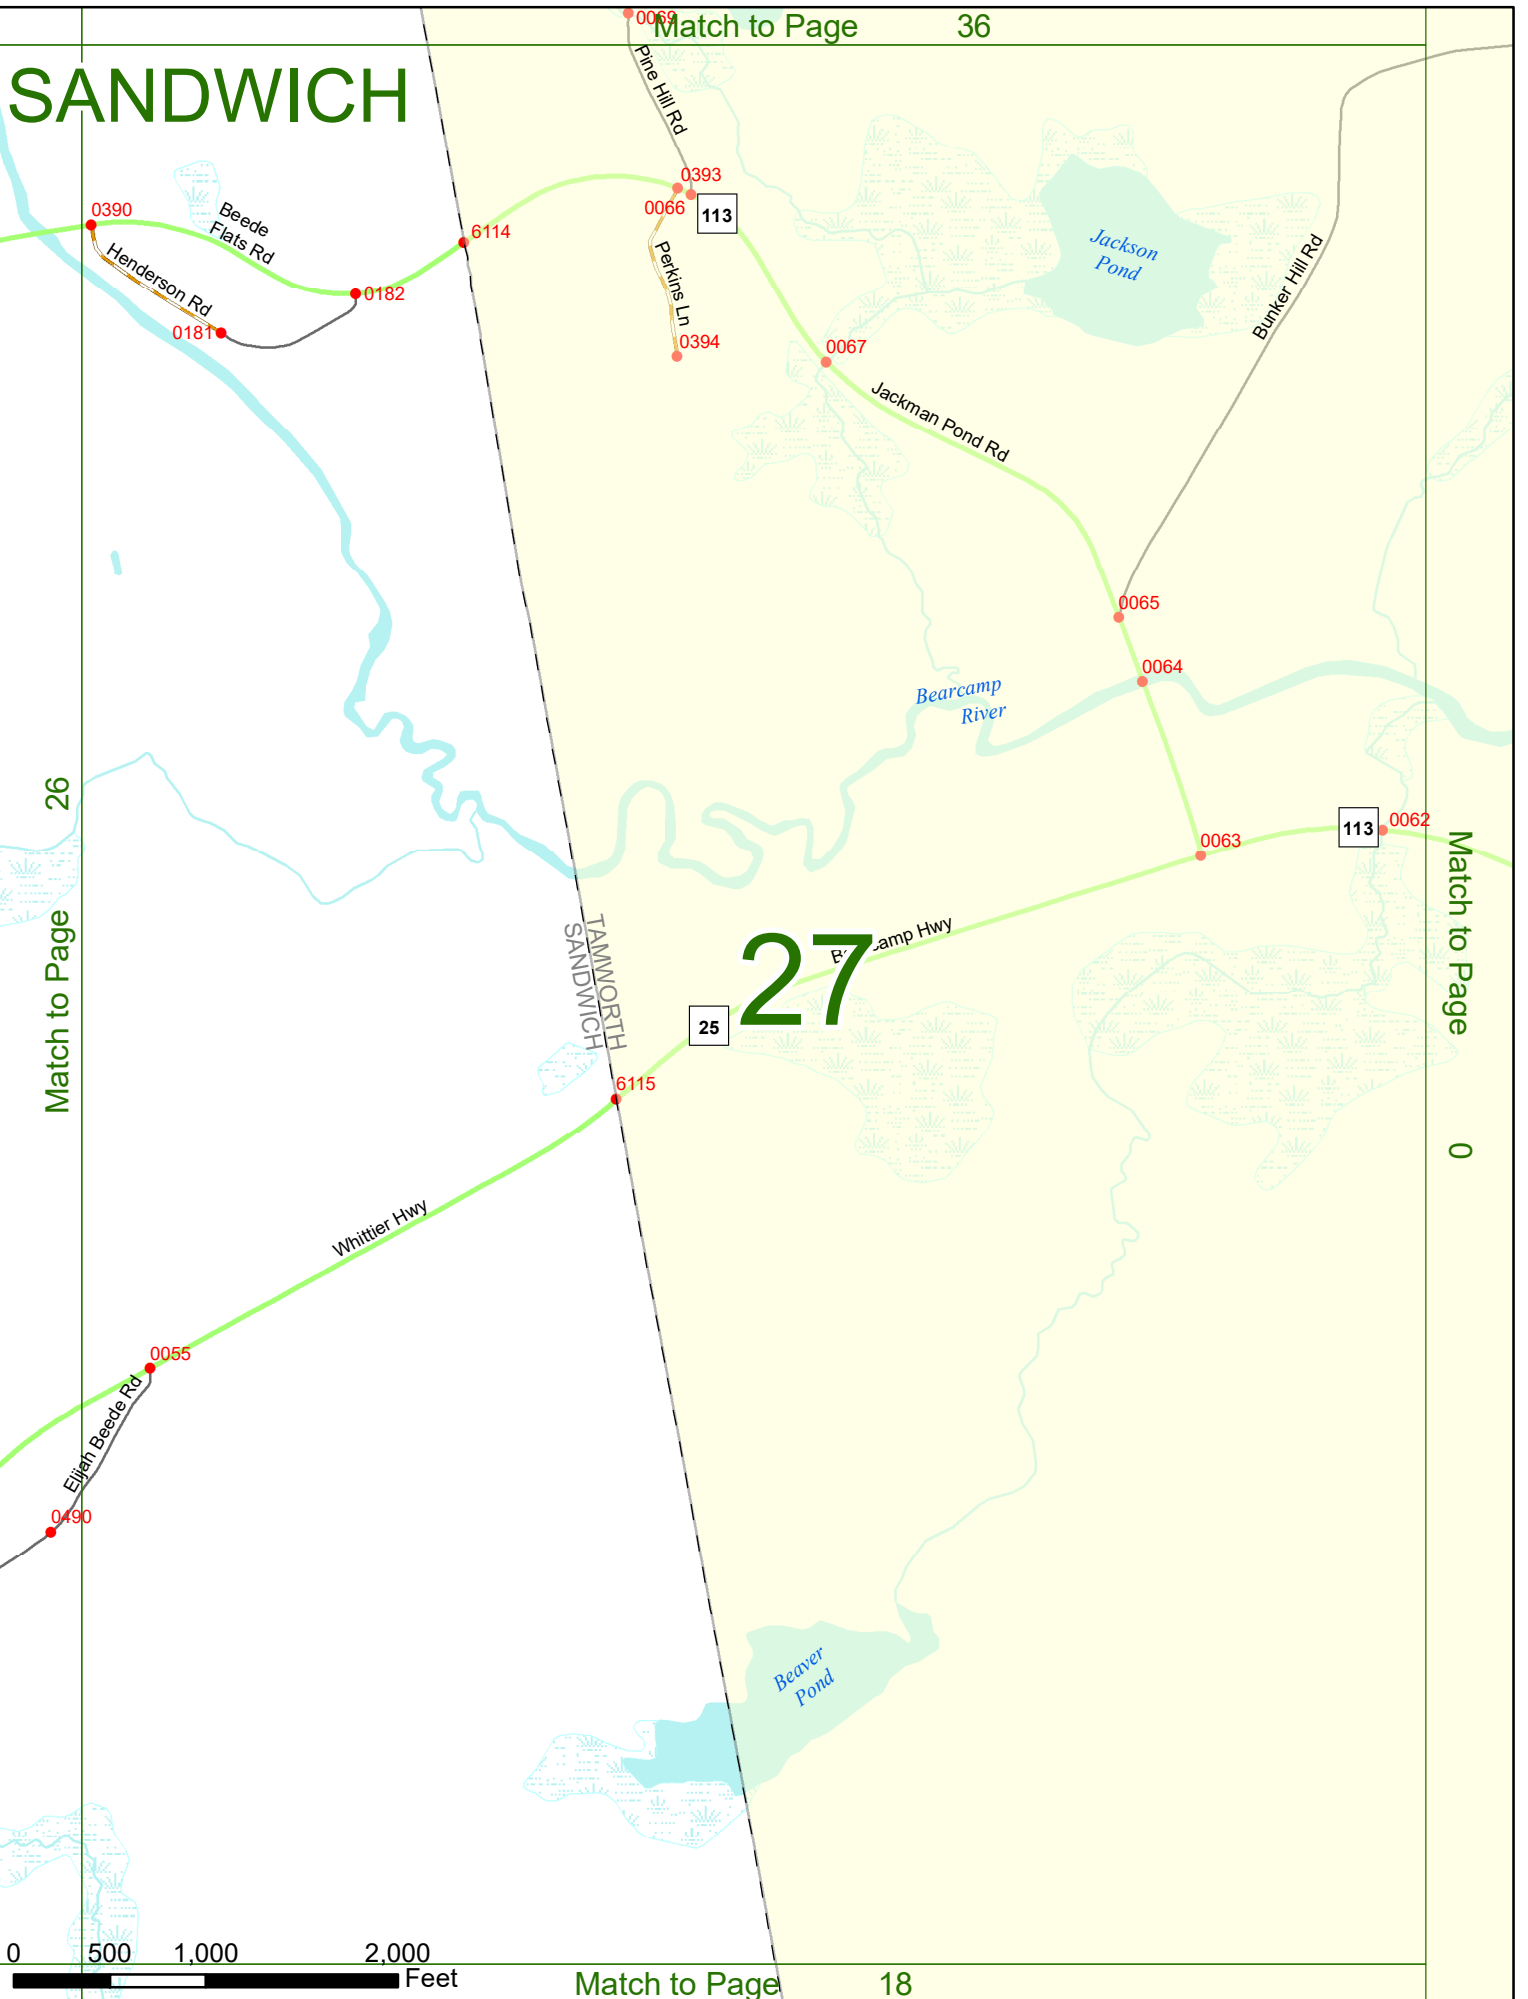 0069
Match to Page 36
SANDWICH
Pine Hill Rd
0393
0066
113
0390
Beede
Flats Rd
6114
Henderson Rd
0182
0181
Perkins Ln
0394
Jackson
Pond
Bunker Hill Rd
0067
Jackman Pond Rd
0065
0064
Bearcamp
River
Match to Page 26
113
0062
0063
Match to Page 0
TAMWORTH
SANDWICH
27
camp Hwy
25
6115
Whittier Hwy
0055
Elijah Beede Rd
0490
Beaver
Pond
0 500 1,000 2,000
Feet
Match to Page 18